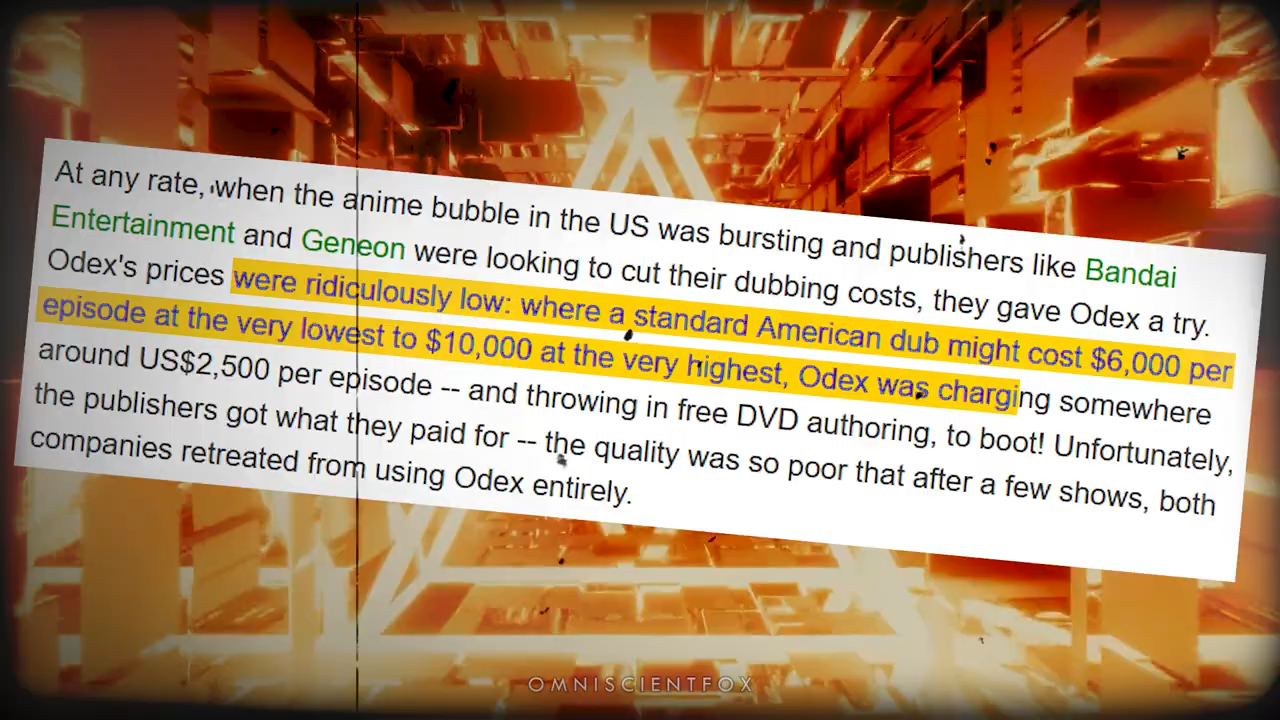 At any rate, when the anime bubble in the US was bursting and publishers like Bandai
Entertainment and Geneon were looking to cut their dubbing costs, they gave Odex a try.
Odex's prices were ridiculously low: where a standard American dub might cost $6,000 per
episode at the very lowest to $10,000 at the very highest, Odex was charging somewhere
around US$2,500 per episode -- and throwing in free DVD authoring, to boot! Unfortunately,
the publishers got what they paid for -- the quality was so poor that after a few shows, both
companies retreated from using Odex entirely.
OMNISCIENTFOX